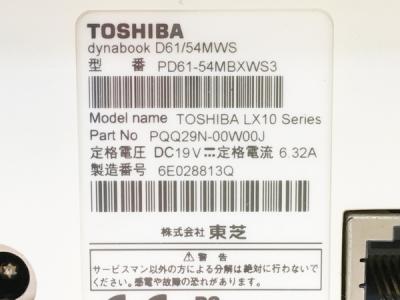 TOSHIBA
dynabook D61/54MWS
型 番 PD61-54MBXWS3
Model name TOSHIBA LX10 Series
Part No PQQ29N-00W00J
定格電圧 DC19V⎓定格電流 6.32A
製造番号 6E028813Q
株式会社 東芝
⚠警告
サービスマン以外の方による分解は絶対に行わないで
ください。感電や故障の恐れがあります。